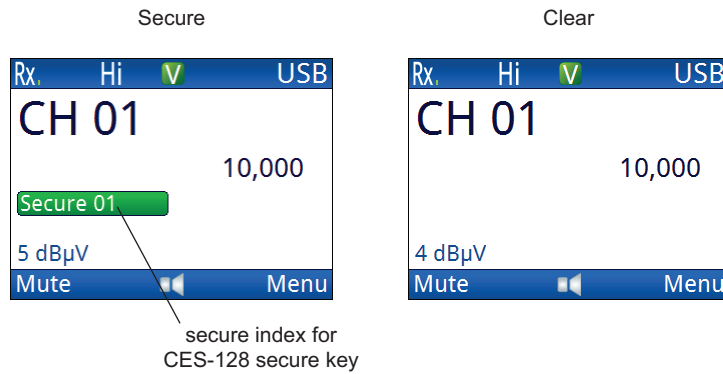 Secure
Rx. Hi V USB
CH 01
10,000
Secure 01
5 dBµV
Mute Menu
secure index for
CES-128 secure key
Clear
Rx. Hi V USB
CH 01
10,000
4 dBµV
Mute Menu